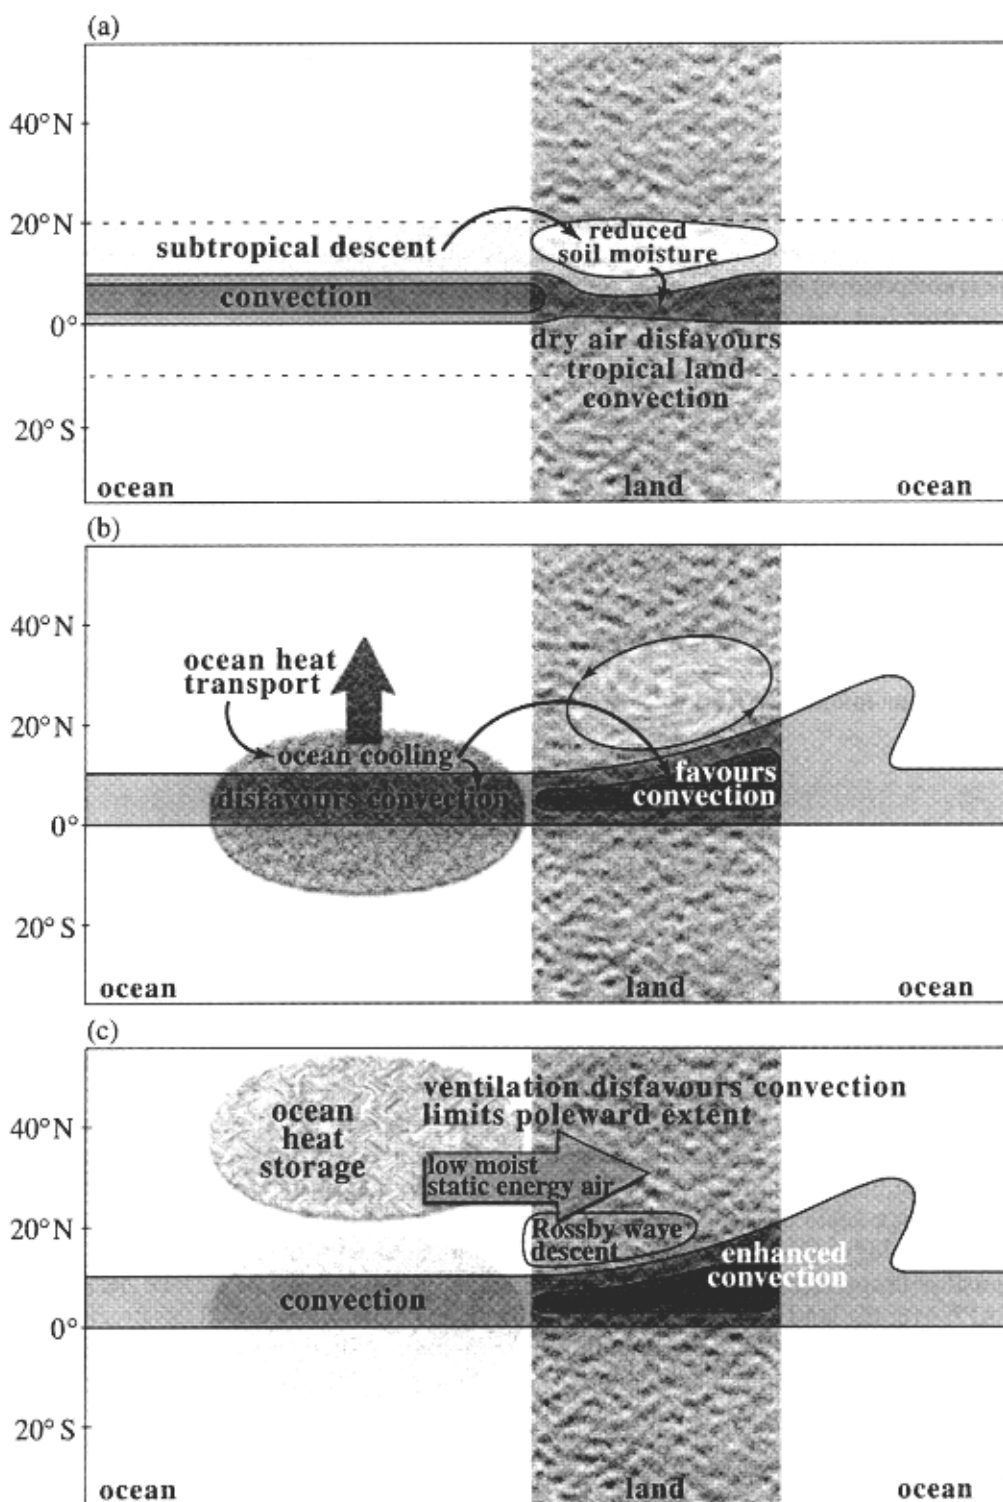 (a)
40° N
20° N
subtropical descent
reduced
soil moisture
convection
0°
dry air disfavours
tropical land
convection
20° S
ocean
land
ocean
(b)
40° N
ocean heat
transport
20° N
ocean cooling
disfavours convection
favours
convection
0°
20° S
ocean
land
ocean
(c)
ventilation disfavours convection
limits poleward extent
ocean
heat
storage
40° N
low moist
static energy air
20° N
Rossby wave
descent
enhanced
convection
convection
0°
20° S
ocean
land
ocean